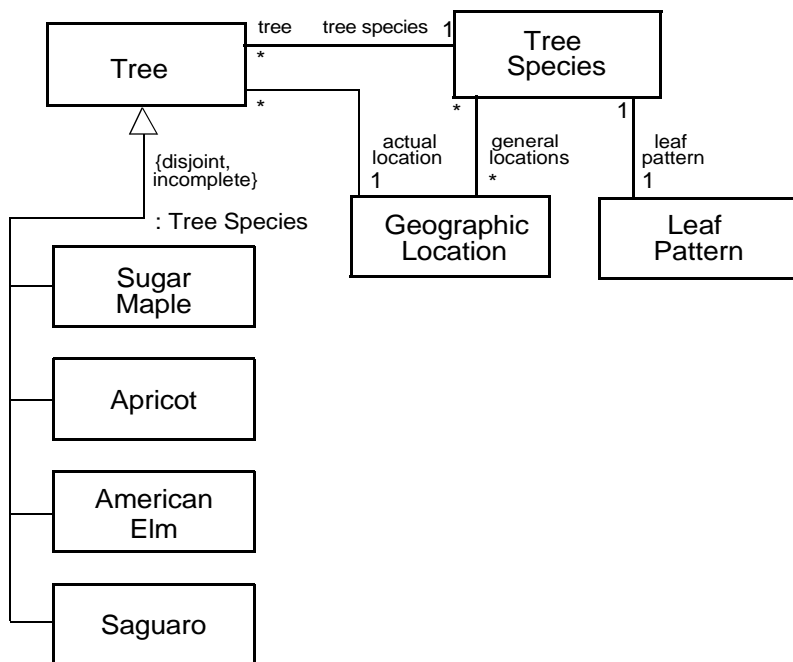 tree
tree species
1
*
Tree
Tree
Species
*
*
1
actual
location
1
general
locations
*
leaf
pattern
1
{disjoint,
incomplete}
: Tree Species
Geographic
Location
Leaf
Pattern
Sugar
Maple
Apricot
American
Elm
Saguaro